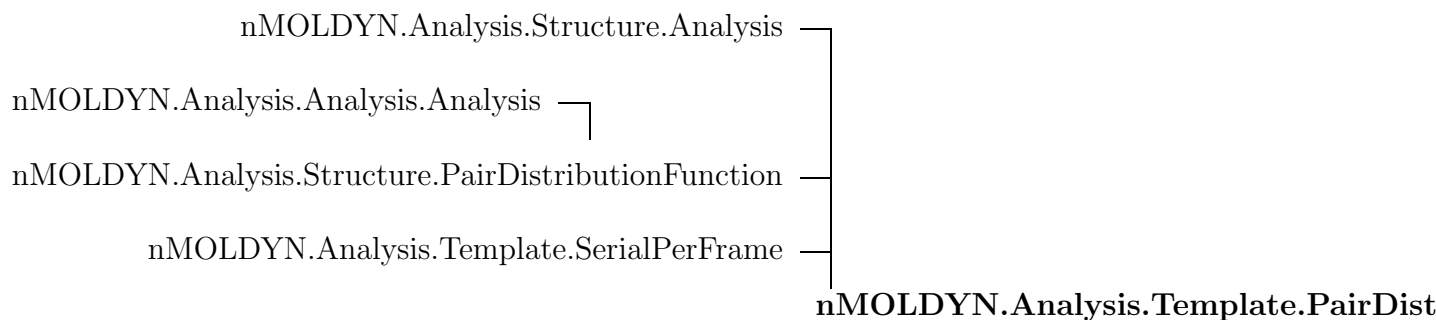 nMOLDYN.Analysis.Structure.Analysis
nMOLDYN.Analysis.Analysis.Analysis
nMOLDYN.Analysis.Structure.PairDistributionFunction
nMOLDYN.Analysis.Template.SerialPerFrame
nMOLDYN.Analysis.Template.PairDist